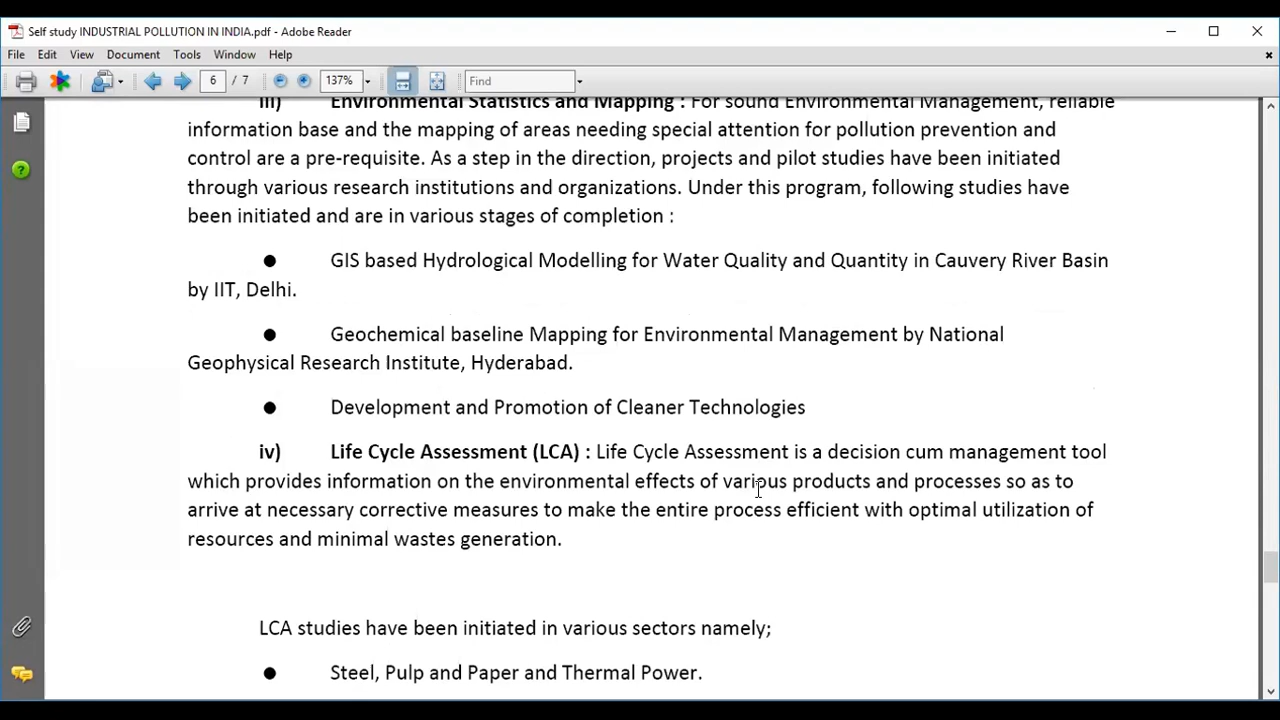 Self study INDUSTRIAL POLLUTION IN INDIA.pdf - Adobe Reader
File Edit View Document Tools Window Help
6 / 7 137% Find
iii) Environmental Statistics and Mapping : For sound Environmental Management, reliable
information base and the mapping of areas needing special attention for pollution prevention and
control are a pre-requisite. As a step in the direction, projects and pilot studies have been initiated
through various research institutions and organizations. Under this program, following studies have
been initiated and are in various stages of completion :
● GIS based Hydrological Modelling for Water Quality and Quantity in Cauvery River Basin
by IIT, Delhi.
● Geochemical baseline Mapping for Environmental Management by National
Geophysical Research Institute, Hyderabad.
● Development and Promotion of Cleaner Technologies
iv) Life Cycle Assessment (LCA) : Life Cycle Assessment is a decision cum management tool
which provides information on the environmental effects of various products and processes so as to
arrive at necessary corrective measures to make the entire process efficient with optimal utilization of
resources and minimal wastes generation.
LCA studies have been initiated in various sectors namely;
● Steel, Pulp and Paper and Thermal Power.